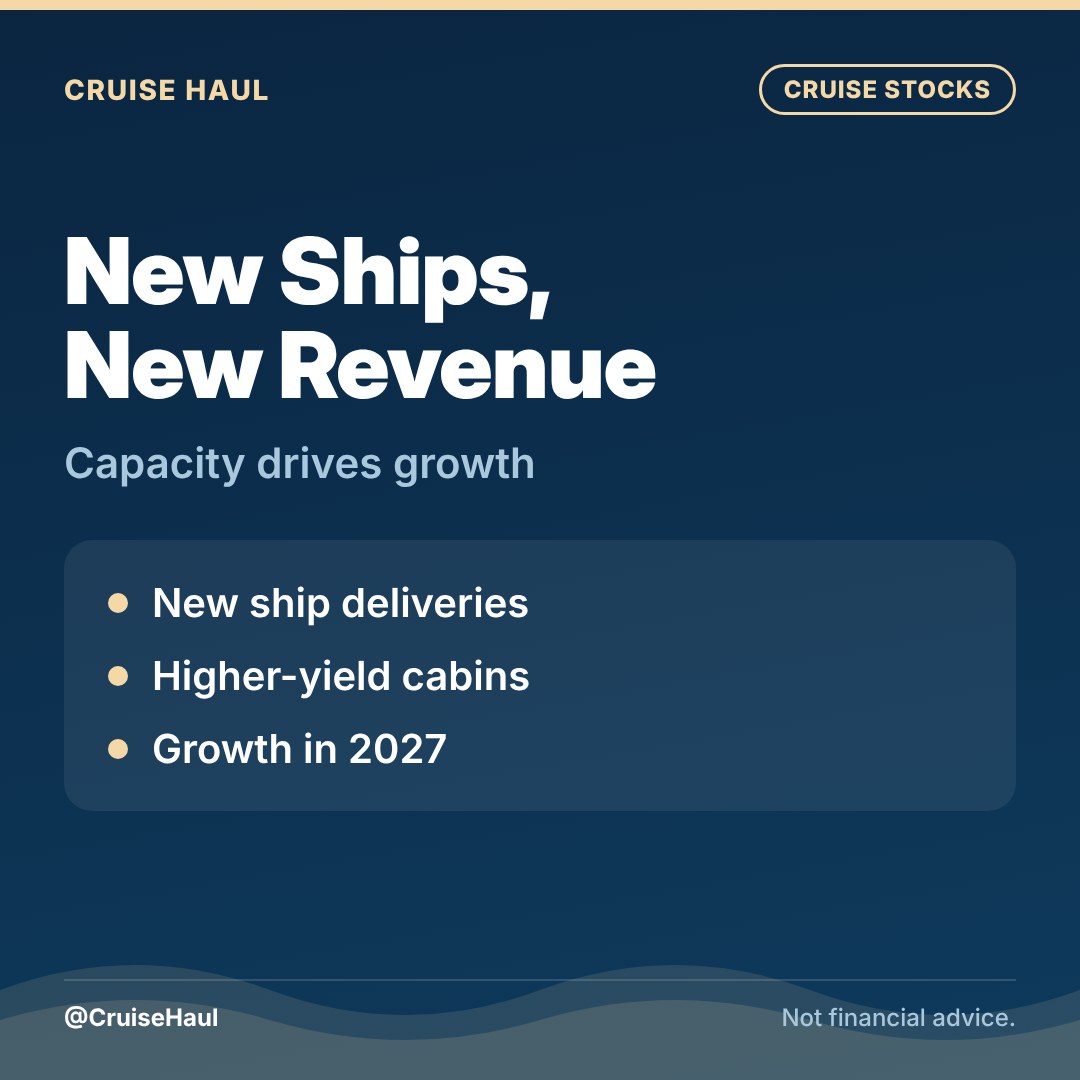 CRUISE HAUL
CRUISE STOCKS
New Ships,
New Revenue
Capacity drives growth
New ship deliveries
Higher-yield cabins
Growth in 2027
@CruiseHaul
Not financial advice.